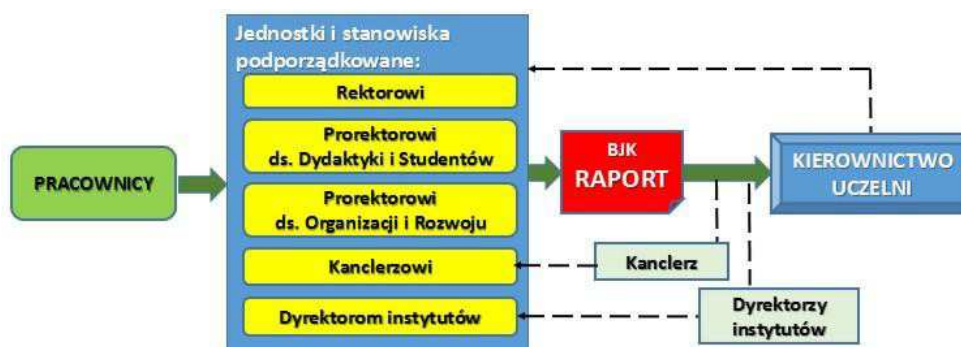 Jednostki i stanowiska
podporządkowane:
Rektorowi
Prorektorowi
ds. Dydaktyki i Studentów
Prorektorowi
ds. Organizacji i Rozwoju
Kanclerzowi
Dyrektorom instytutów
PRACOWNICY
BJK
RAPORT
KIEROWNICTWO
UCZELNI
Kanclerz
Dyrektorzy
instytutów